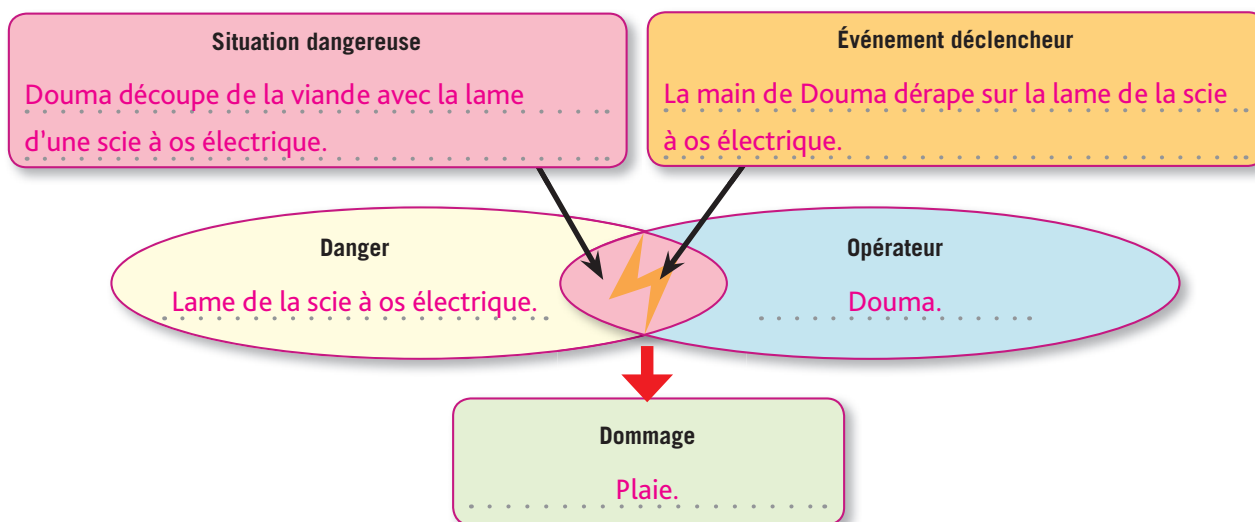 Situation dangereuse
Douma découpe de la viande avec la lame
d'une scie à os électrique.
Événement déclencheur
La main de Douma dérape sur la lame de la scie
à os électrique.
Danger
Lame de la scie à os électrique.
Opérateur
Douma.
Dommage
Plaie.